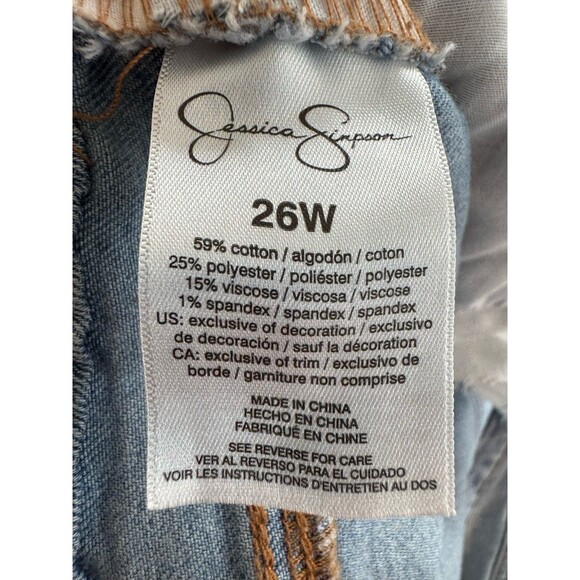 Jessica Simpson
26W
59% cotton / algodón / coton
25% polyester / poliéster / polyester
15% viscose / viscosa / viscose
1% spandex / spandex / spandex
US: exclusive of decoration / exclusivo
de decoración / sauf la décoration
CA: exclusive of trim / exclusivo de
borde / garniture non comprise
MADE IN CHINA
HECHO EN CHINA
FABRIQUÉ EN CHINE
SEE REVERSE FOR CARE
VER AL REVERSO PARA EL CUIDADO
VOIR LES INSTRUCTIONS D'ENTRETIEN AU DOS